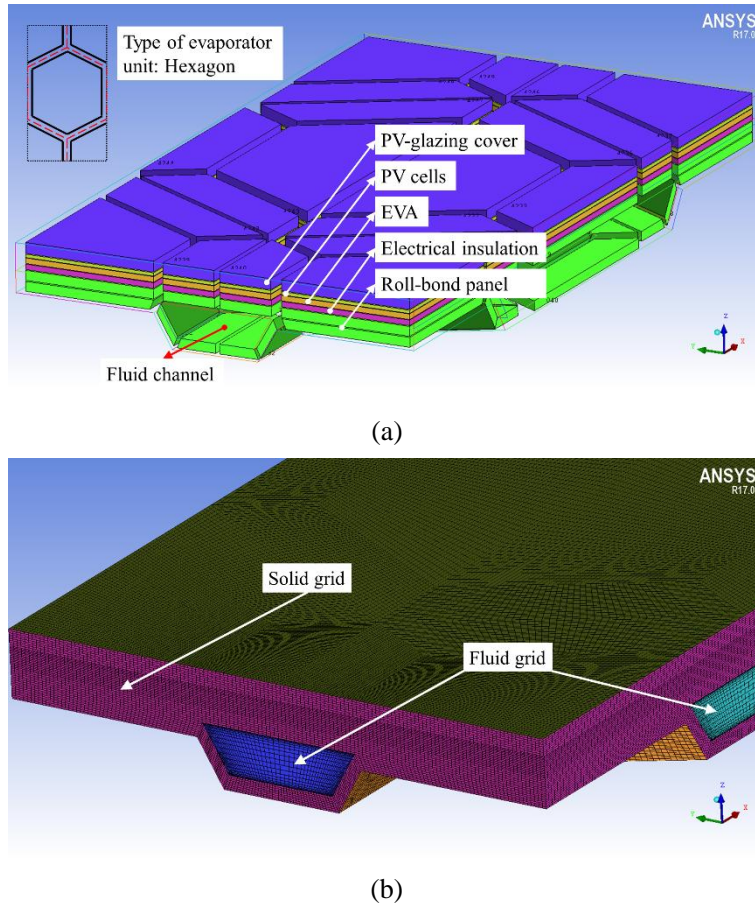 ANSYS
R17.0
Type of evaporator
unit: Hexagon
PV-glazing cover
PV cells
EVA
Electrical insulation
Roll-bond panel
Fluid channel
Z
Y
X
(a)
ANSYS
R17.0
Solid grid
Fluid grid
Z
Y
X
(b)